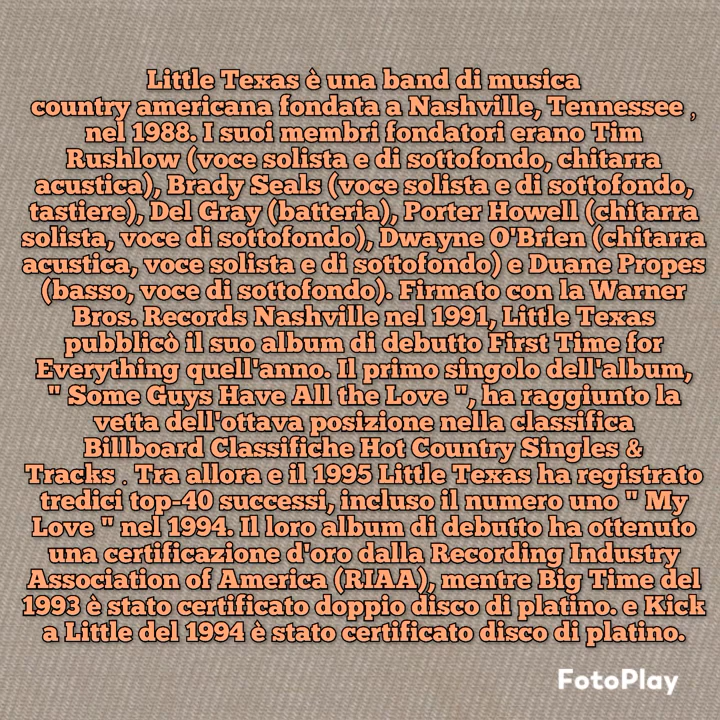 Little Texas è una band di musica
country americana fondata a Nashville, Tennessee ,
nel 1988. I suoi membri fondatori erano Tim
Rushlow (voce solista e di sottofondo, chitarra
acustica), Brady Seals (voce solista e di sottofondo,
tastiere), Del Gray (batteria), Porter Howell (chitarra
solista, voce di sottofondo), Dwayne O'Brien (chitarra
acustica, voce solista e di sottofondo) e Duane Propes
(basso, voce di sottofondo). Firmato con la Warner
Bros. Records Nashville nel 1991, Little Texas
pubblicò il suo album di debutto First Time for
Everything quell'anno. Il primo singolo dell'album,
" Some Guys Have All the Love ", ha raggiunto la
vetta dell'ottava posizione nella classifica
Billboard Classifiche Hot Country Singles &
Tracks . Tra allora e il 1995 Little Texas ha registrato
tredici top-40 successi, incluso il numero uno " My
Love " nel 1994. Il loro album di debutto ha ottenuto
una certificazione d'oro dalla Recording Industry
Association of America (RIAA), mentre Big Time del
1993 è stato certificato doppio disco di platino. e Kick
a Little del 1994 è stato certificato disco di platino.
FotoPlay